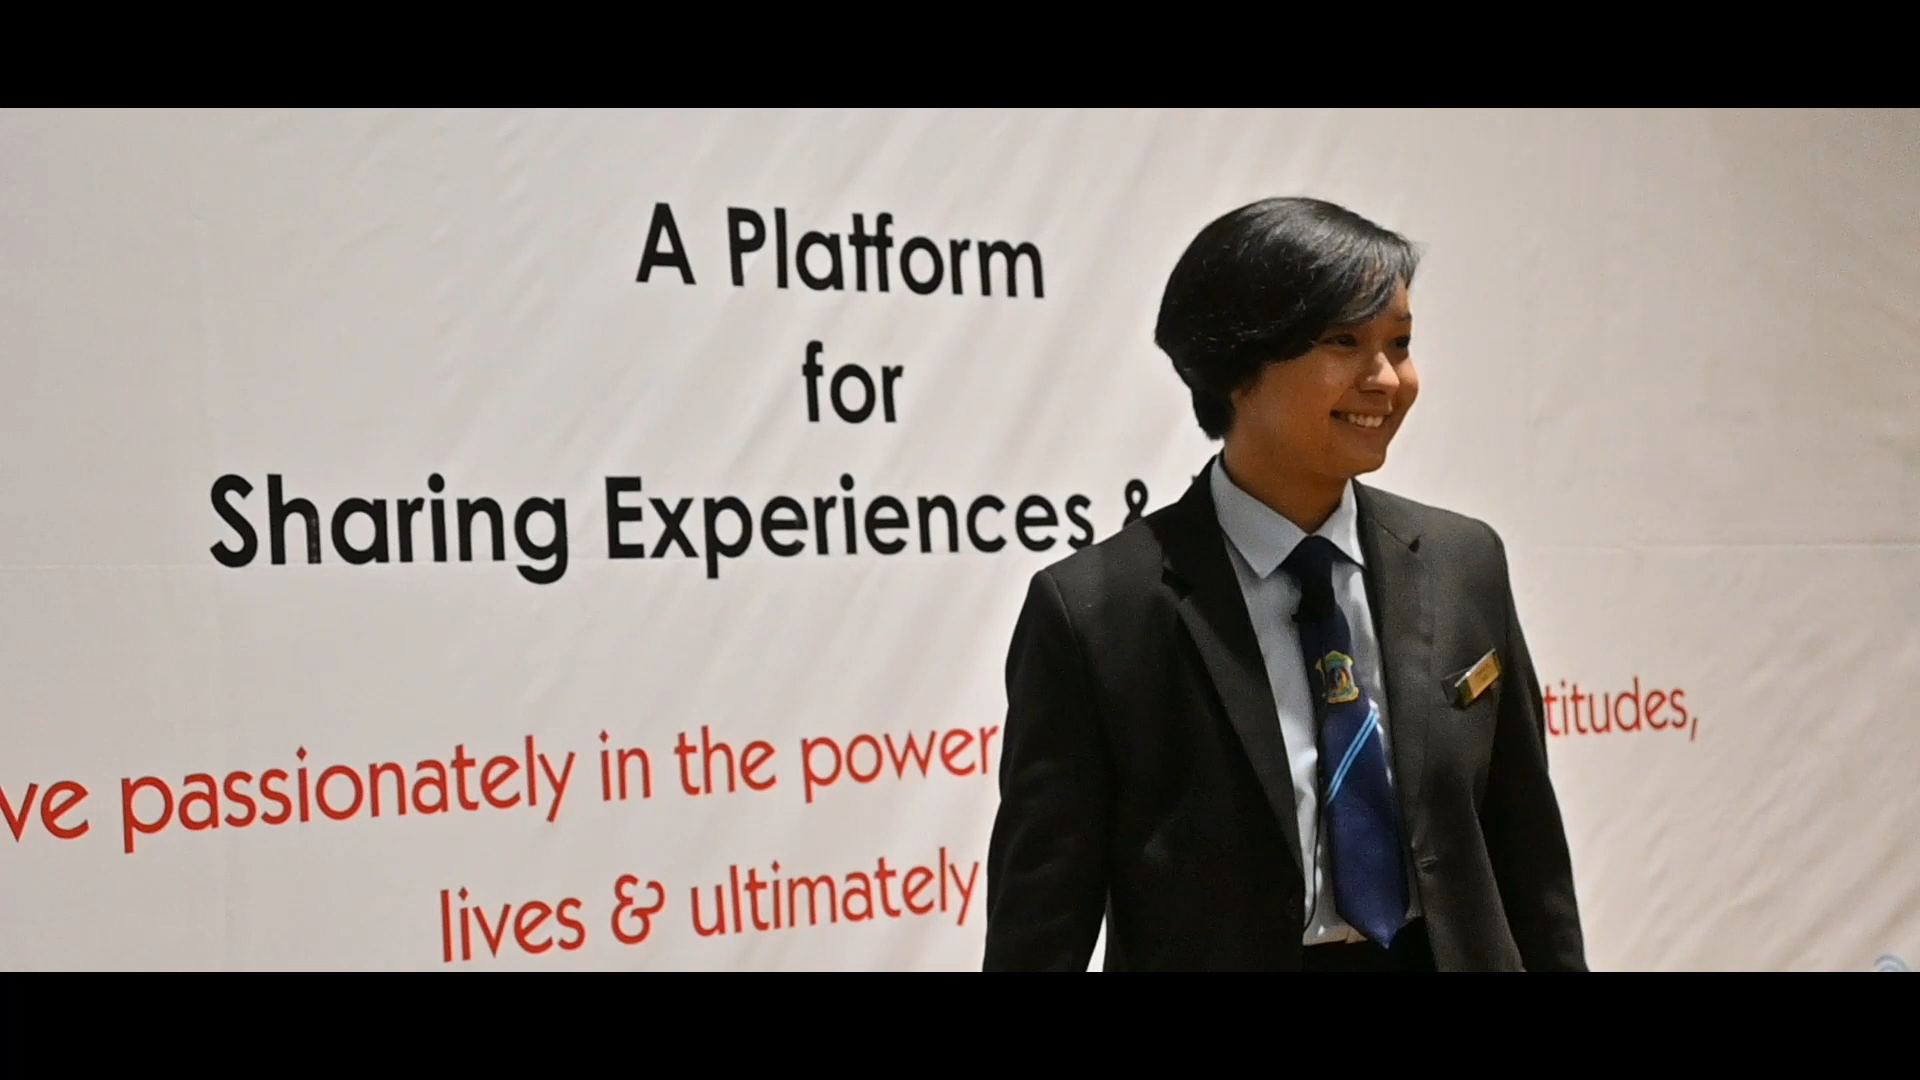 A Platform
for
Sharing Experiences &
ve passionately in the power titudes,
lives & ultimately